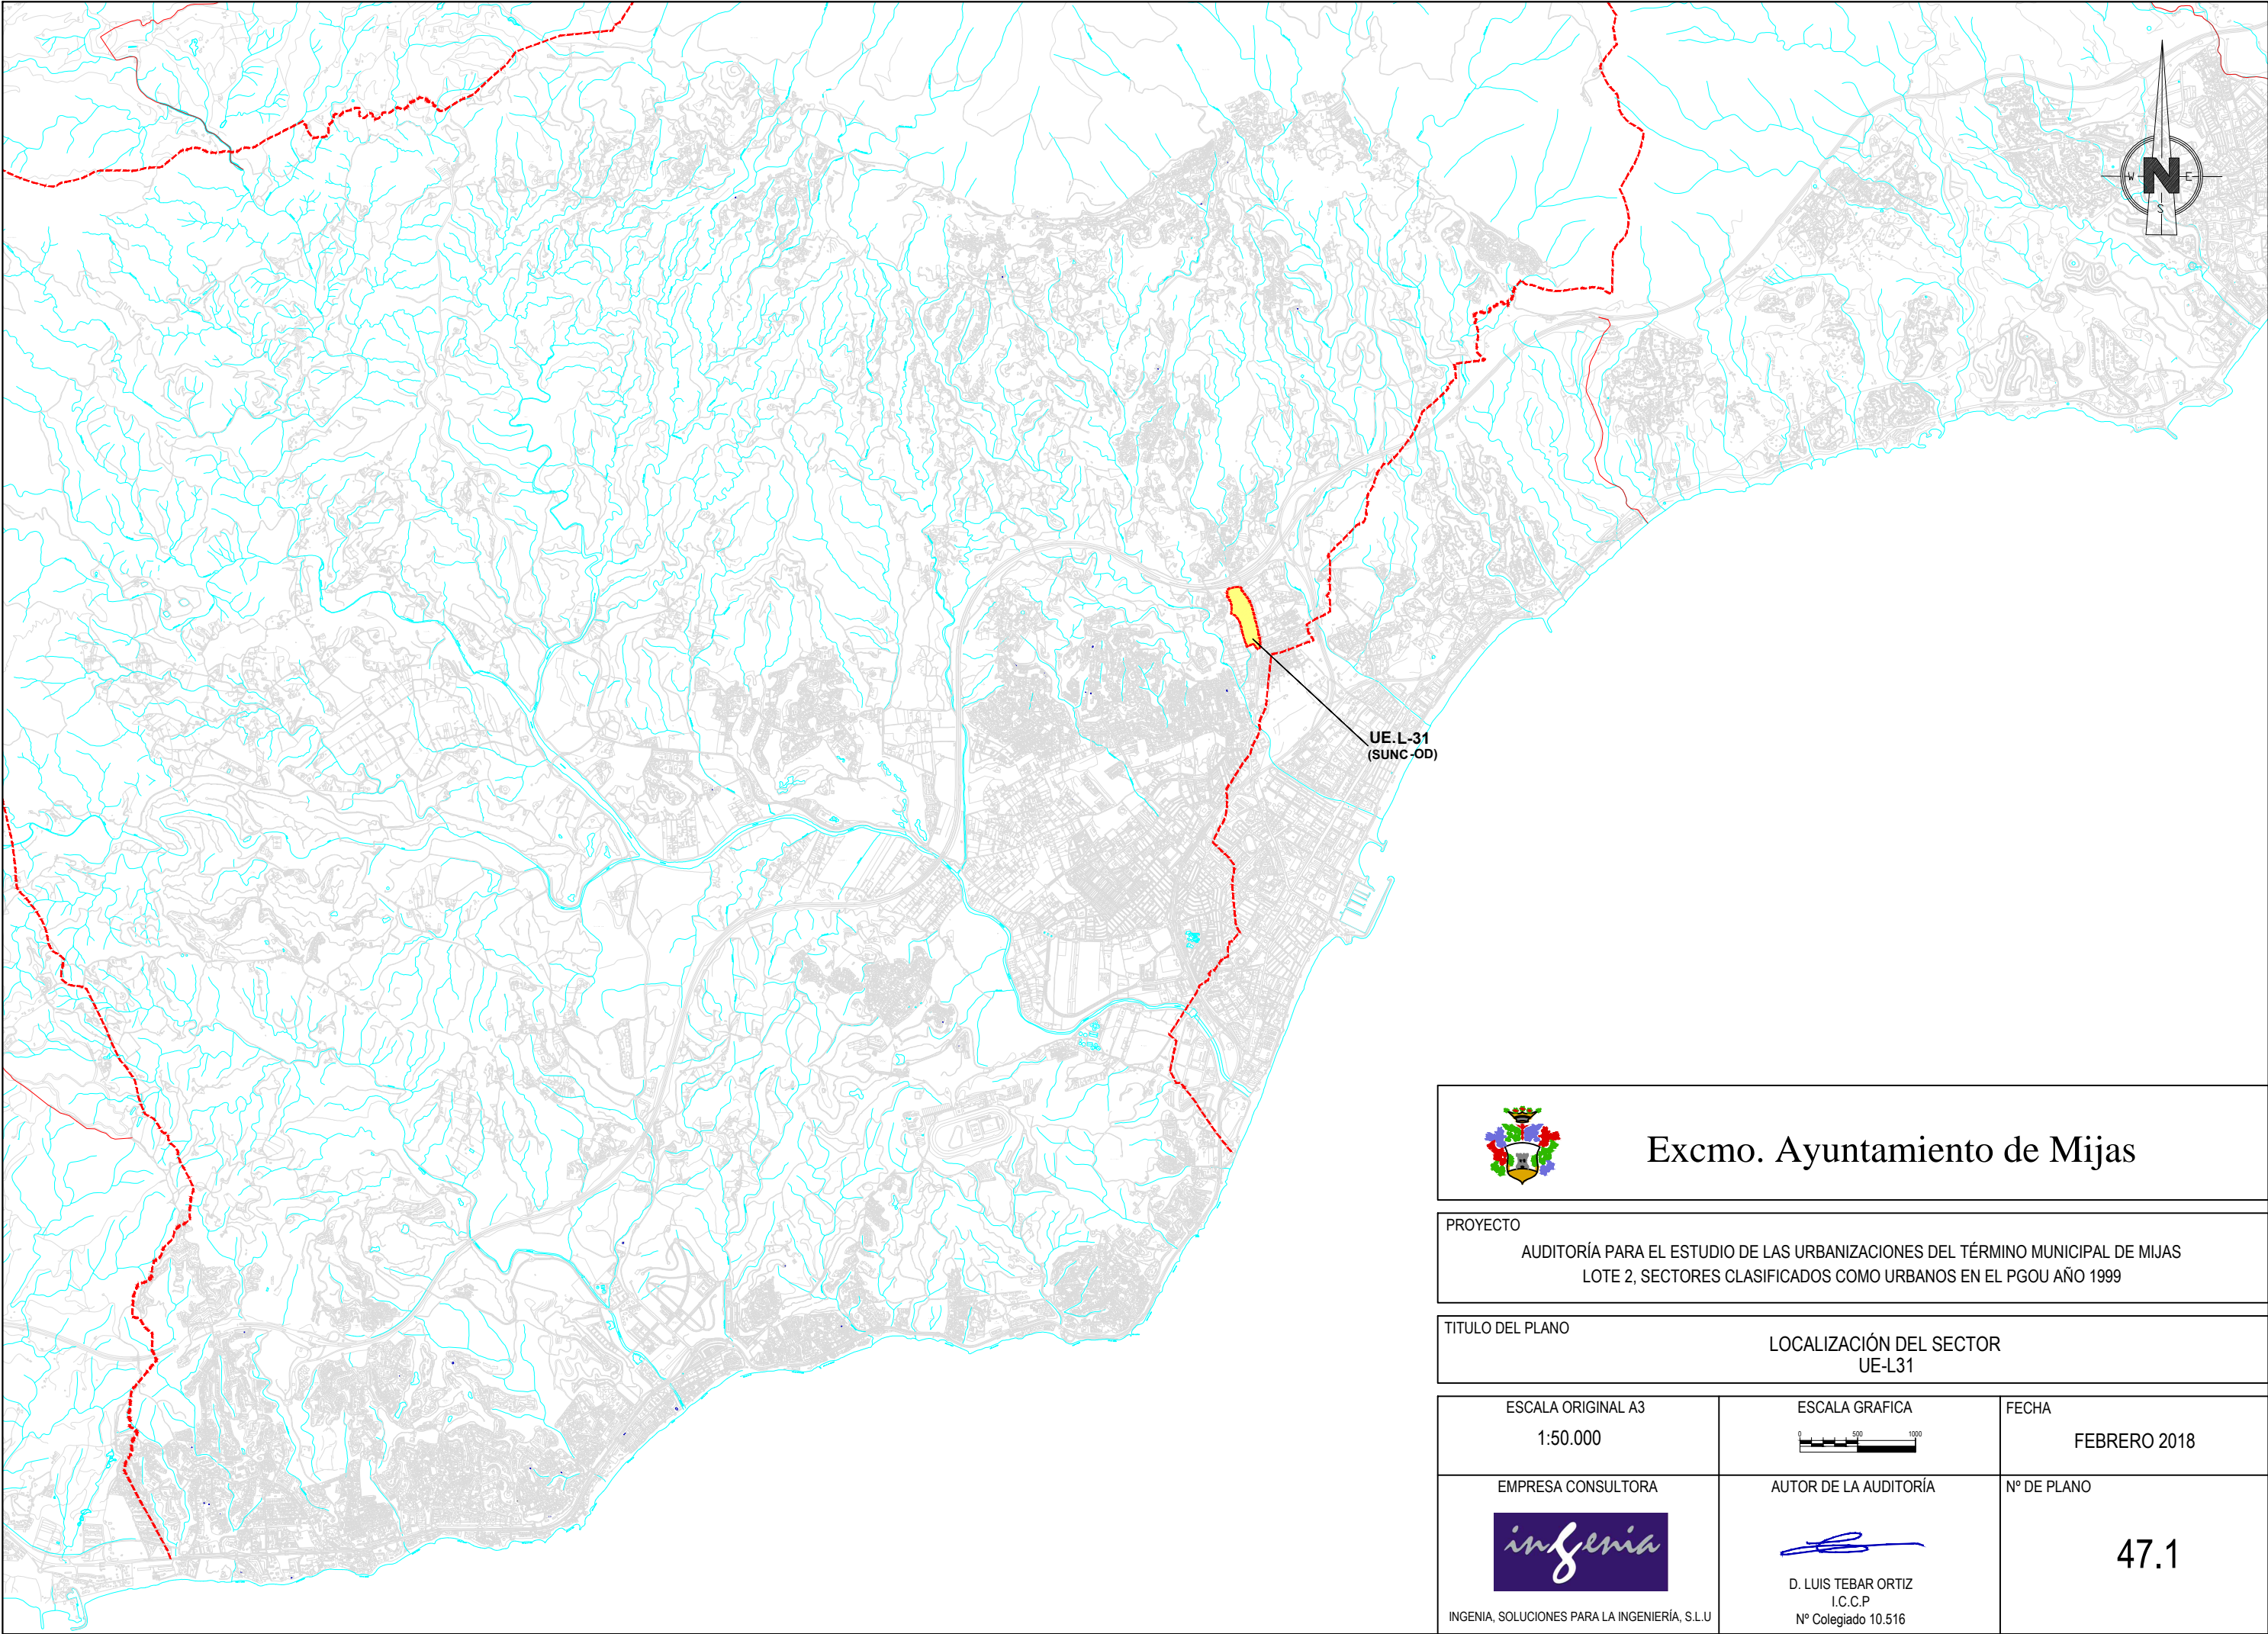 N
W
E
S
UE.L-31
(SUNC-OD)
Excmo. Ayuntamiento de Mijas
PROYECTO
AUDITORÍA PARA EL ESTUDIO DE LAS URBANIZACIONES DEL TÉRMINO MUNICIPAL DE MIJAS
LOTE 2, SECTORES CLASIFICADOS COMO URBANOS EN EL PGOU AÑO 1999
TITULO DEL PLANO
LOCALIZACIÓN DEL SECTOR
UE-L31
ESCALA ORIGINAL A3
1:50.000
ESCALA GRAFICA
0 500 1000
FECHA
FEBRERO 2018
EMPRESA CONSULTORA
ingenia
INGENIA, SOLUCIONES PARA LA INGENIERÍA, S.L.U
AUTOR DE LA AUDITORÍA
D. LUIS TEBAR ORTIZ
I.C.C.P
Nº Colegiado 10.516
Nº DE PLANO
47.1